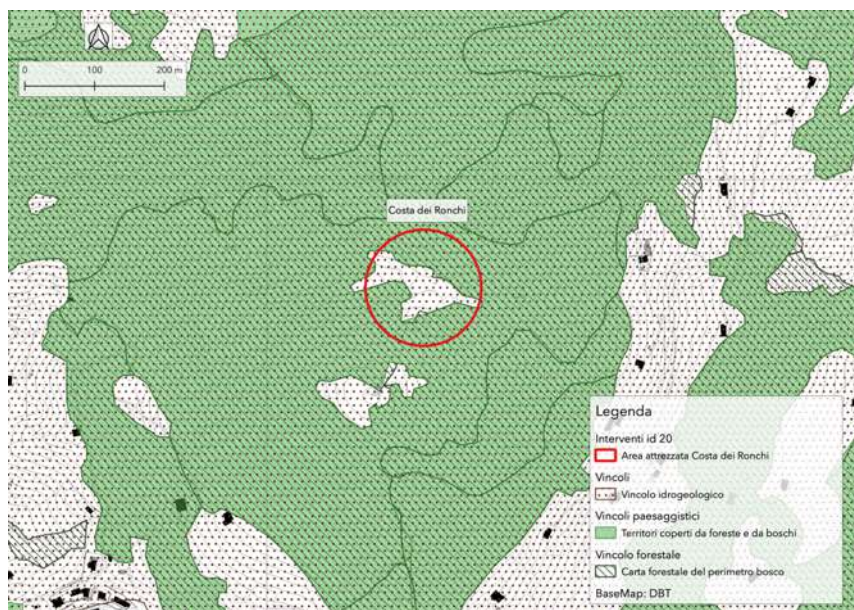 0 100 200 m
Costa dei Ronchi
Legenda
Interventi id 20
Area attrezzata Costa dei Ronchi
Vincoli
Vincolo idrogeologico
Vincoli paesaggistici
Territori coperti da foreste e da boschi
Vincolo forestale
Carta forestale del perimetro bosco
BaseMap: DBT